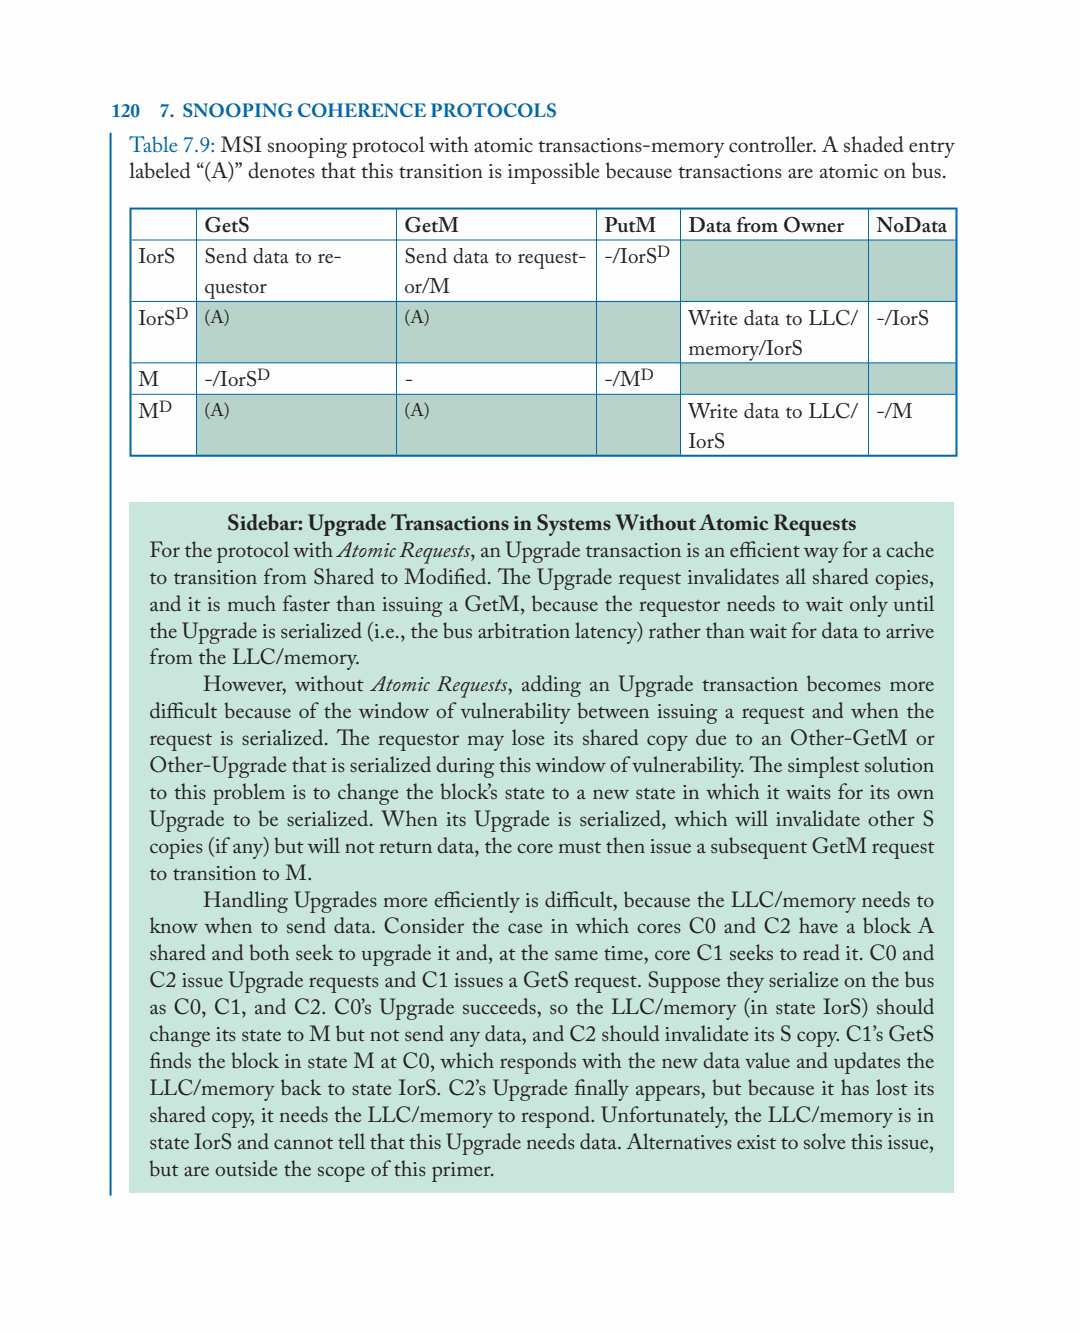 120 7. SNOOPING COHERENCE PROTOCOLS
Table 7.9: MSI snooping protocol with atomic transactions-memory controller. A shaded entry
labeled “(A)” denotes that this transition is impossible because transactions are atomic on bus.
GetS GetM PutM Data from Owner NoData
IorS Send data to re- Send data to request- -/IorSD
questor or/M
IorSD (A) (A) Write data to LLC/ -/IorS
memory/IorS
M -/IorSD - -/MD
MD (A) (A) Write data to LLC/ -/M
IorS
Sidebar: Upgrade Transactions in Systems Without Atomic Requests
For the protocol with Atomic Requests, an Upgrade transaction is an efficient way for a cache
to transition from Shared to Modified. The Upgrade request invalidates all shared copies,
and it is much faster than issuing a GetM, because the requestor needs to wait only until
the Upgrade is serialized (i.e., the bus arbitration latency) rather than wait for data to arrive
from the LLC/memory.
However, without Atomic Requests, adding an Upgrade transaction becomes more
difficult because of the window of vulnerability between issuing a request and when the
request is serialized. The requestor may lose its shared copy due to an Other-GetM or
Other-Upgrade that is serialized during this window of vulnerability. The simplest solution
to this problem is to change the block’s state to a new state in which it waits for its own
Upgrade to be serialized. When its Upgrade is serialized, which will invalidate other S
copies (if any) but will not return data, the core must then issue a subsequent GetM request
to transition to M.
Handling Upgrades more efficiently is difficult, because the LLC/memory needs to
know when to send data. Consider the case in which cores C0 and C2 have a block A
shared and both seek to upgrade it and, at the same time, core C1 seeks to read it. C0 and
C2 issue Upgrade requests and C1 issues a GetS request. Suppose they serialize on the bus
as C0, C1, and C2. C0’s Upgrade succeeds, so the LLC/memory (in state IorS) should
change its state to M but not send any data, and C2 should invalidate its S copy. C1’s GetS
finds the block in state M at C0, which responds with the new data value and updates the
LLC/memory back to state IorS. C2’s Upgrade finally appears, but because it has lost its
shared copy, it needs the LLC/memory to respond. Unfortunately, the LLC/memory is in
state IorS and cannot tell that this Upgrade needs data. Alternatives exist to solve this issue,
but are outside the scope of this primer.